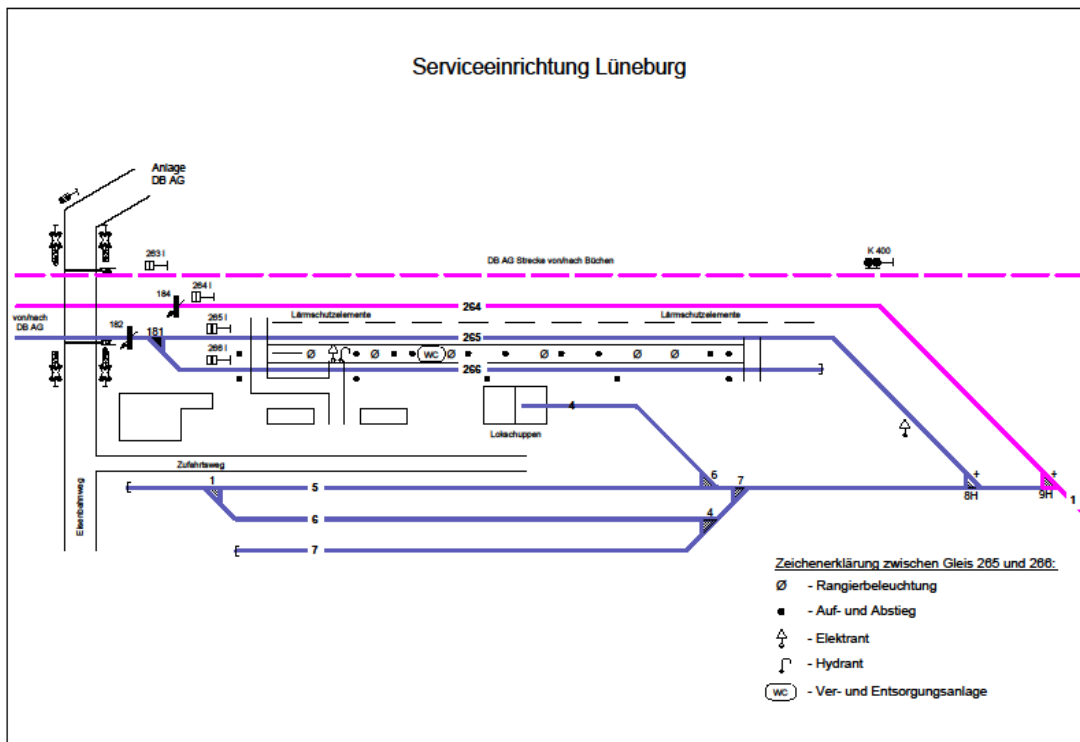 Serviceeinrichtung Lüneburg
Anlage
DB AG
263 I
DB AG Strecke von/nach Büchen
K 400
184
264 I
264
von/nach
DB AG
182
181
265 I
Lärmschutzelemente
Lärmschutzelemente
265
266 I
WC
266
4
Lokschuppen
Zufahrtsweg
Eisenbahnweg
1
5
6
7
+
8H
+
9H
1
6
4
7
Zeichenerklärung zwischen Gleis 265 und 266:
Ø - Rangierbeleuchtung
- Auf- und Abstieg
- Elektrant
- Hydrant
WC - Ver- und Entsorgungsanlage